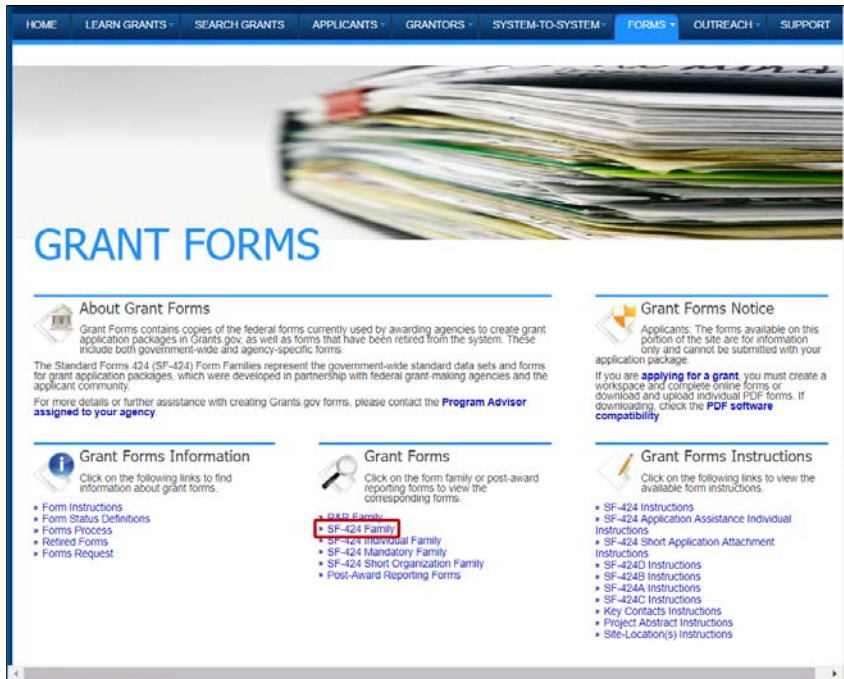 HOME LEARN GRANTS SEARCH GRANTS APPLICANTS GRANTORS SYSTEM-TO-SYSTEM FORMS OUTREACH SUPPORT
GRANT FORMS
About Grant Forms
Grant Forms contains copies of the federal forms currently used by awarding agencies to create grant
application packages in Grants.gov, as well as forms that have been retired from the system. These
include both government-wide and agency-specific forms.
The Standard Forms 424 (SF-424) Form Families represent the government-wide standard data sets and forms
for grant application packages, which were developed in partnership with federal grant-making agencies and the
applicant community.
For more details or further assistance with creating Grants.gov forms, please contact the Program Advisor
assigned to your agency.
Grant Forms Notice
Applicants: The forms available on this
portion of the site are for information
only and cannot be submitted with your
application package.
If you are applying for a grant, you must create a
workspace and complete online forms or
download and upload individual PDF forms. If
downloading, check the PDF software
compatibility.
Grant Forms Information
Click on the following links to find
information about grant forms.
» Form Instructions
» Form Status Definitions
» Forms Process
» Retired Forms
» Forms Request
Grant Forms
Click on the form family or post-award
reporting forms to view the
corresponding forms.
» R&R Family
» SF-424 Family
» SF-424 Individual Family
» SF-424 Mandatory Family
» SF-424 Short Organization Family
» Post-Award Reporting Forms
Grant Forms Instructions
Click on the following links to view the
available form instructions.
» SF-424 Instructions
» SF-424 Application Assistance Individual
Instructions
» SF-424 Short Application Attachment
Instructions
» SF-424D Instructions
» SF-424B Instructions
» SF-424A Instructions
» SF-424C Instructions
» Key Contacts Instructions
» Project Abstract Instructions
» Site-Location(s) Instructions